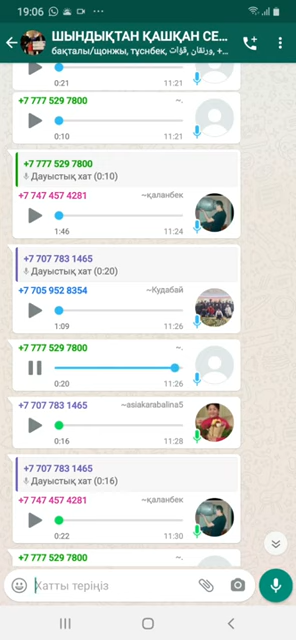 19:06
ШЫНДЫҚТАН ҚАШҚАН СЕ...
бақталы/щонжы, түснбек, ورنقان, قۇات, +...
0:21 11:21
+7 777 529 7800 ~.
0:10 11:21
+7 777 529 7800
Дауыстық хат (0:10)
+7 747 457 4281 ~қаланбек
1:46 11:24
+7 707 783 1465
Дауыстық хат (0:20)
+7 705 952 8354 ~Кудабай
1:09 11:26
+7 777 529 7800 ~.
0:20 11:26
+7 707 783 1465 ~asiakarabalina5
0:16 11:28
+7 707 783 1465
Дауыстық хат (0:16)
+7 747 457 4281 ~қаланбек
0:22 11:30
+7 777 529 7800 ~.
Хатты теріңіз